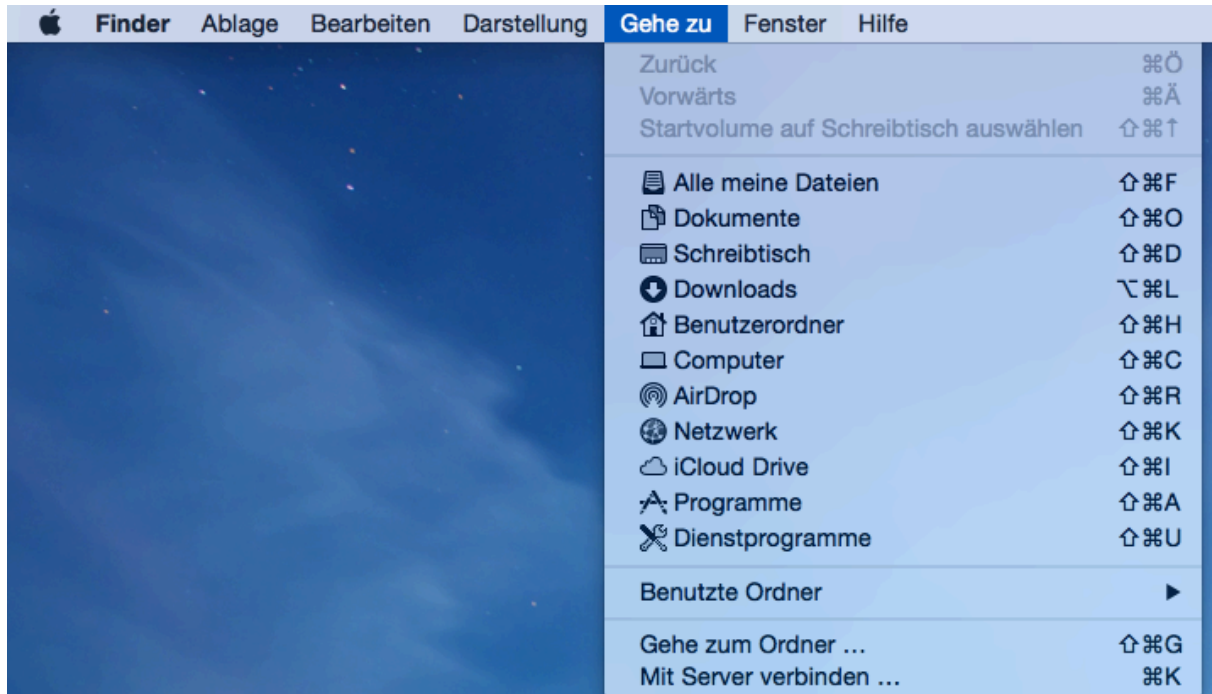 Finder Ablage Bearbeiten Darstellung Gehe zu Fenster Hilfe
Zurück ⌘Ö
Vorwärts ⌘Ä
Startvolume auf Schreibtisch auswählen ⇧⌘↑
Alle meine Dateien ⇧⌘F
Dokumente ⇧⌘O
Schreibtisch ⇧⌘D
Downloads ⌥⌘L
Benutzerordner ⇧⌘H
Computer ⇧⌘C
AirDrop ⇧⌘R
Netzwerk ⇧⌘K
iCloud Drive ⇧⌘I
Programme ⇧⌘A
Dienstprogramme ⇧⌘U
Benutzte Ordner ▶
Gehe zum Ordner … ⇧⌘G
Mit Server verbinden … ⌘K